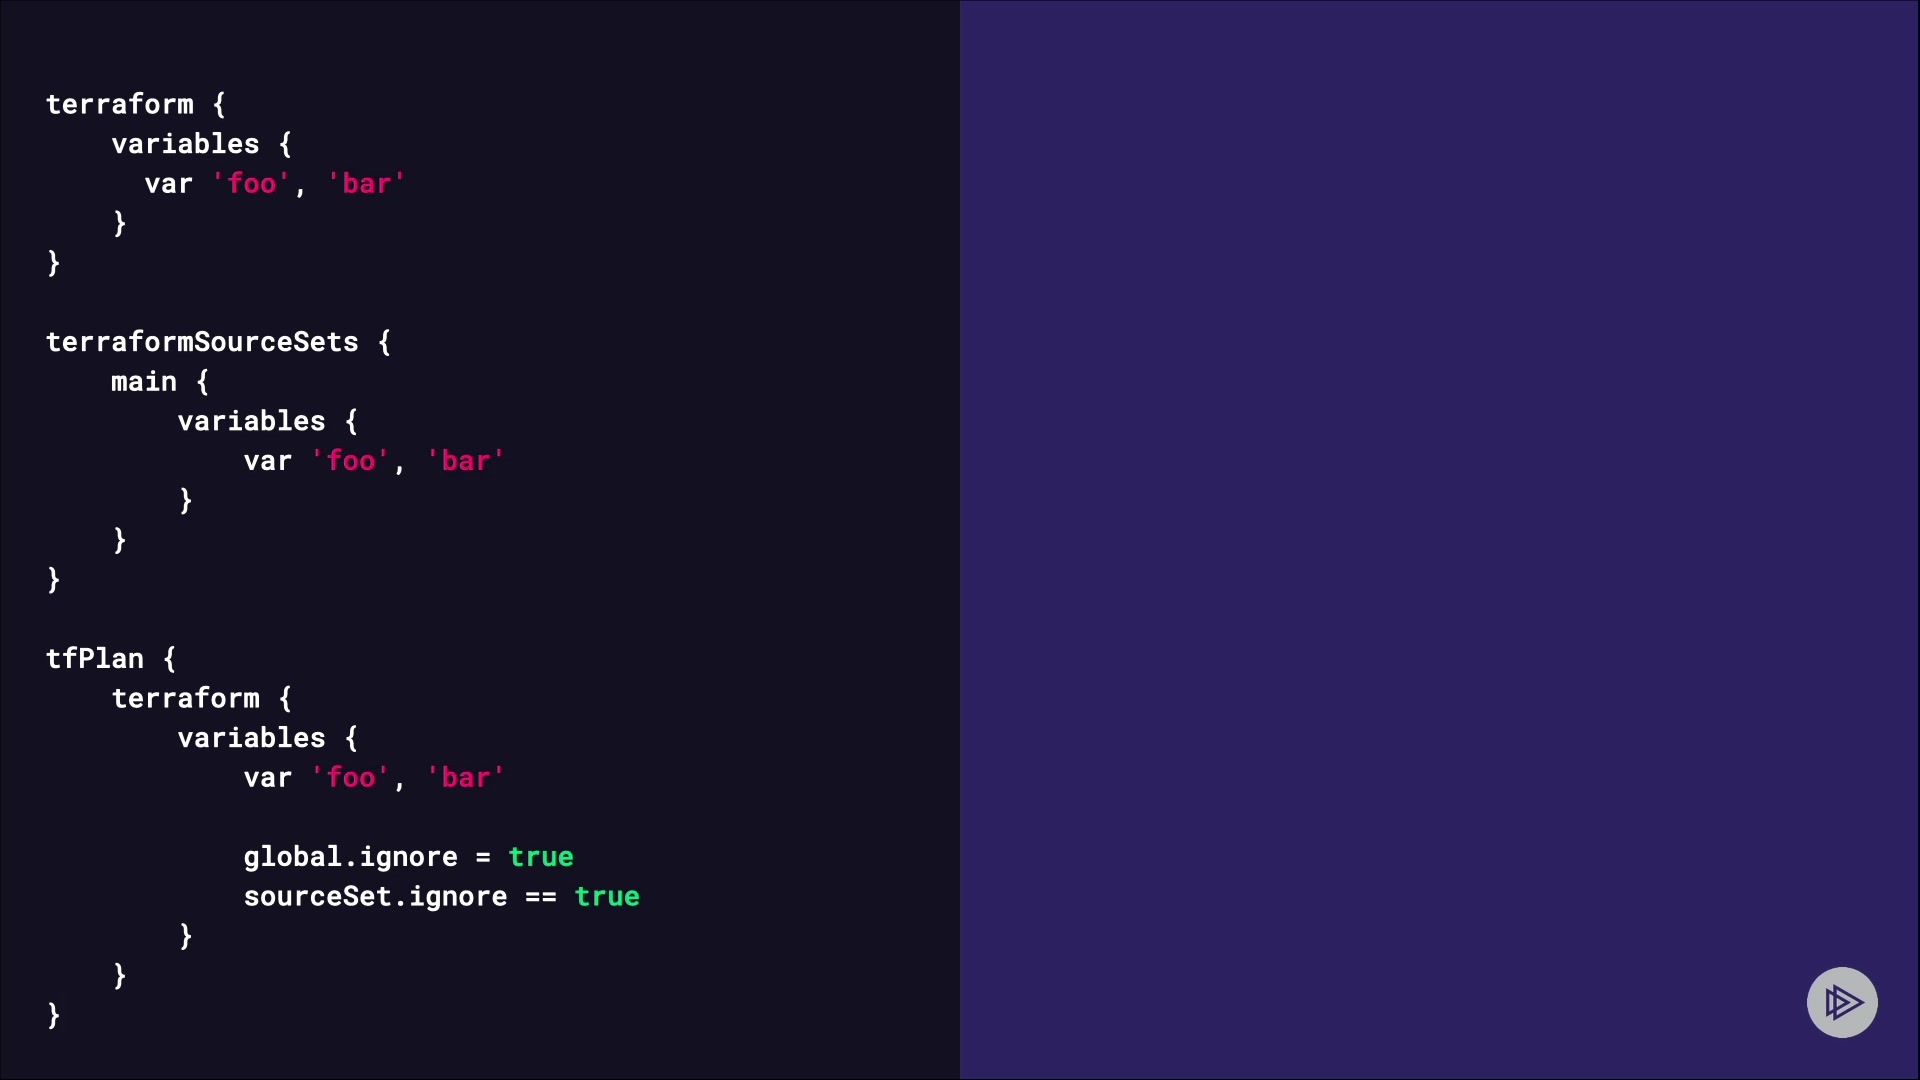 terraform {
variables {
var 'foo', 'bar'
}
}
terraformSourceSets {
main {
variables {
var 'foo', 'bar'
}
}
}
tfPlan {
terraform {
variables {
var 'foo', 'bar'
global.ignore = true
sourceSet.ignore == true
}
}
}